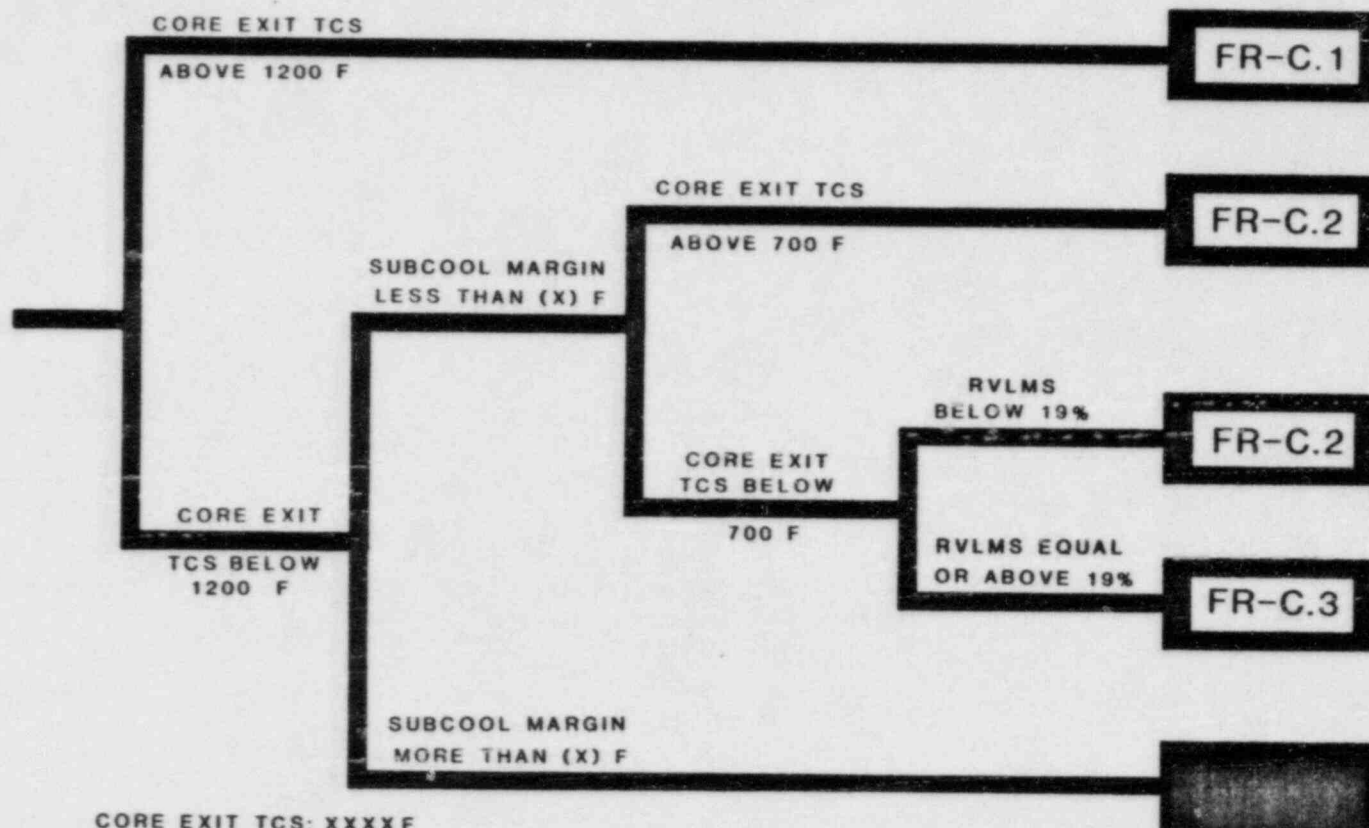 CORE EXIT TCS
ABOVE 1200 F
FR-C.1
CORE EXIT TCS
ABOVE 700 F
FR-C.2
SUBCOOL MARGIN
LESS THAN (X) F
RVLMS
BELOW 19%
FR-C.2
CORE EXIT
TCS BELOW
700 F
CORE EXIT
TCS BELOW
1200 F
RVLMS EQUAL
OR ABOVE 19%
FR-C.3
SUBCOOL MARGIN
MORE THAN (X) F
CORE EXIT TCS: XXXXF